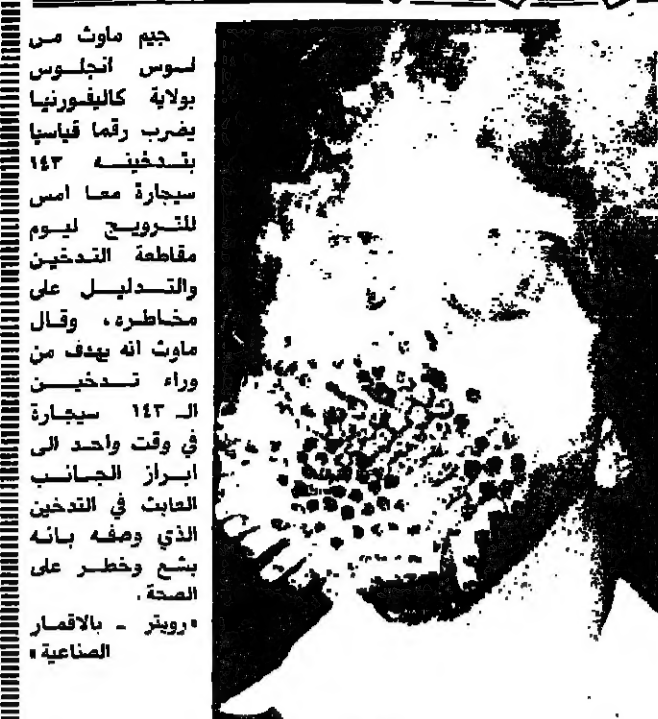 جيم ماوث من
لوس انجلوس
بولاية كاليفورنيا
يضرب رقما قياسيا
بتدخينه ١٤٣
سيجارة معا امس
للترويج ليوم
مقاطعة التدخين
والتدليل على
مخاطره، وقال
ماوث انه يهدف من
وراء تدخين
الـ ١٤٣ سيجارة
في وقت واحد الى
ابراز الجانب
العابث في التدخين
الذي وصفه بانه
بشع وخطر على
الصحة.
«رويتر - بالاقمار
الصناعية»